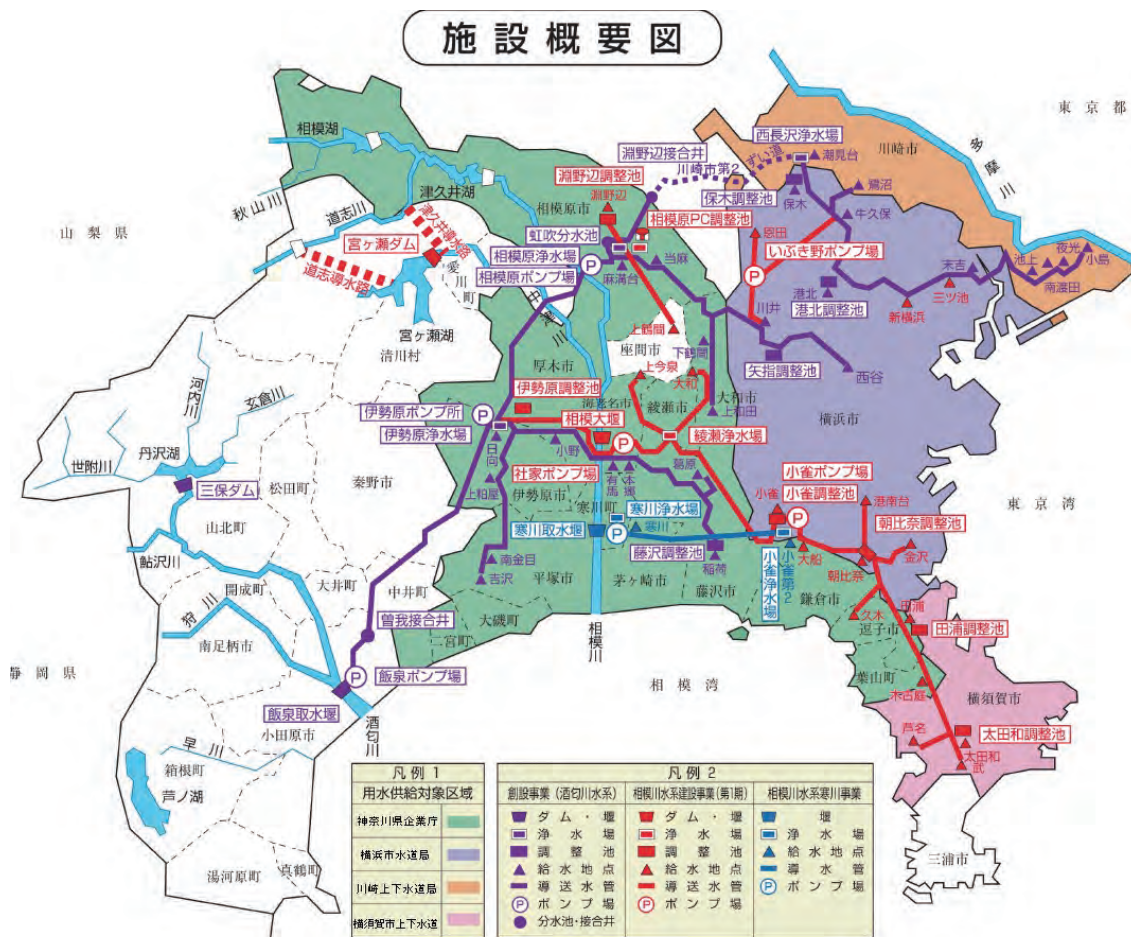 施設概要図
東京都
多摩川
川崎市
西長沢浄水場
潮見台
淵野辺接合井
川崎市第2
ずい道
淵野辺調整池
淵野辺
保木調整池
保木
鷺沼
牛久保
相模湖
津久井湖
相模原市
秋山川
道志川
津久井導水路
山梨県
宮ヶ瀬ダム
道志導水路
愛川町
宮ヶ瀬湖
清川村
中津川
虹吹分水池
相模原浄水場
相模原ポンプ場
相模原PC調整池
麻溝台
当麻
恩田
いぶき野ポンプ場
港北
港北調整池
末吉
三ツ池
新横浜
池上
夜光
小島
南渡田
川井
矢指調整池
西谷
上鶴間
座間市
下鶴間
上今泉
大和
大和市
上和田
厚木市
海老名市
綾瀬市
横浜市
伊勢原調整池
伊勢原ポンプ所
伊勢原浄水場
相模大堰
綾瀬浄水場
日向
小野
社家ポンプ場
有馬
本郷
葛原
上粕屋
伊勢原市
寒川町
寒川浄水場
寒川取水堰
寒川
藤沢調整池
稲荷
小雀ポンプ場
小雀調整池
小雀
港南台
朝比奈調整池
金沢
大船
朝比奈
小雀第2
小雀浄水場
東京湾
河内川
玄倉川
丹沢湖
世附川
三保ダム
松田町
秦野市
山北町
鮎沢川
開成町
大井町
中井町
南金目
吉沢
平塚市
茅ヶ崎市
藤沢市
鎌倉市
大磯町
二宮町
狩川
南足柄市
曽我接合井
飯泉ポンプ場
飯泉取水堰
静岡県
小田原市
酒匂川
早川
箱根町
芦ノ湖
湯河原町
真鶴町
相模川
相模湾
久木
逗子市
田浦
田浦調整池
葉山町
木古庭
横須賀市
芦名
太田和調整池
太田和
武
三浦市
凡例1
用水供給対象区域
神奈川県企業庁
横浜市水道局
川崎上下水道局
横須賀市上下水道
凡例2
創設事業(酒匂川水系)
ダム・堰
浄水場
調整池
給水地点
導送水管
P ポンプ場
分水池・接合井
相模川水系建設事業(第1期)
ダム・堰
浄水場
調整池
給水地点
導送水管
P ポンプ場
相模川水系寒川事業
堰
浄水場
給水地点
導水管
P ポンプ場